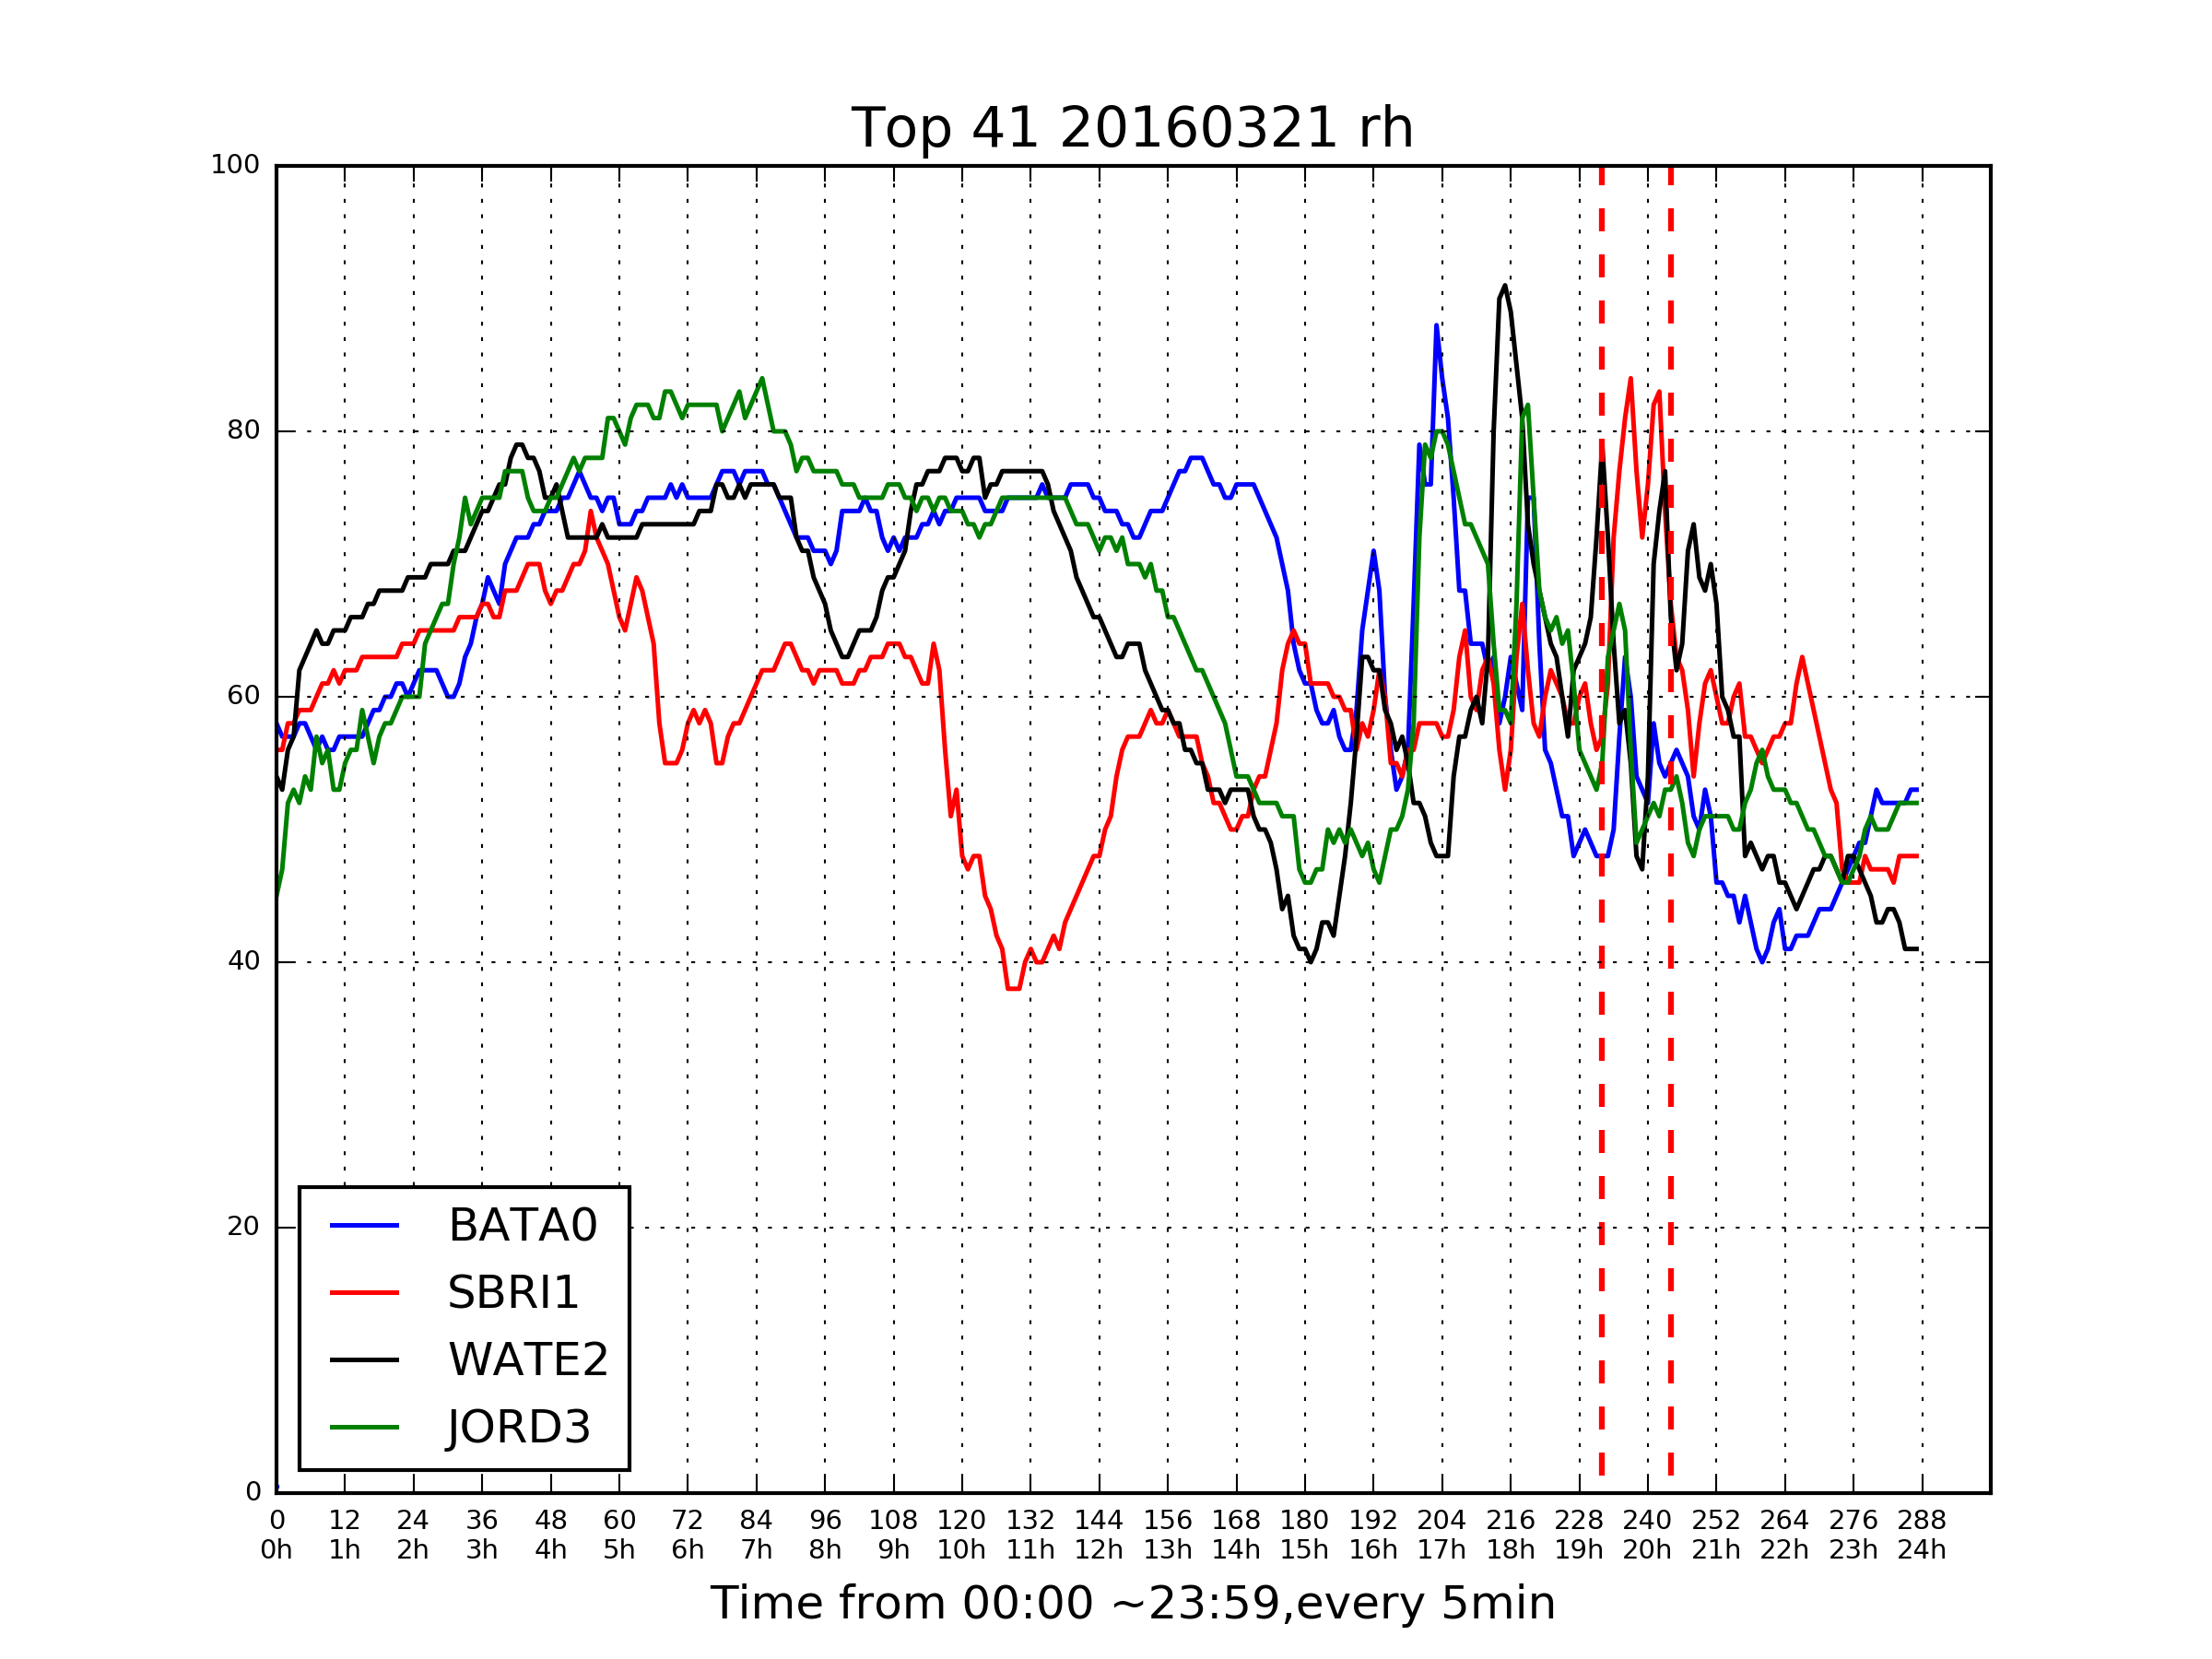 Top 41 20160321 rh
100
80
60
40
20
0
BATA0
SBRI1
WATE2
JORD3
0 12 24 36 48 60 72 84 96 108 120 132 144 156 168 180 192 204 216 228 240 252 264 276 288
0h 1h 2h 3h 4h 5h 6h 7h 8h 9h 10h 11h 12h 13h 14h 15h 16h 17h 18h 19h 20h 21h 22h 23h 24h
Time from 00:00 ~23:59,every 5min